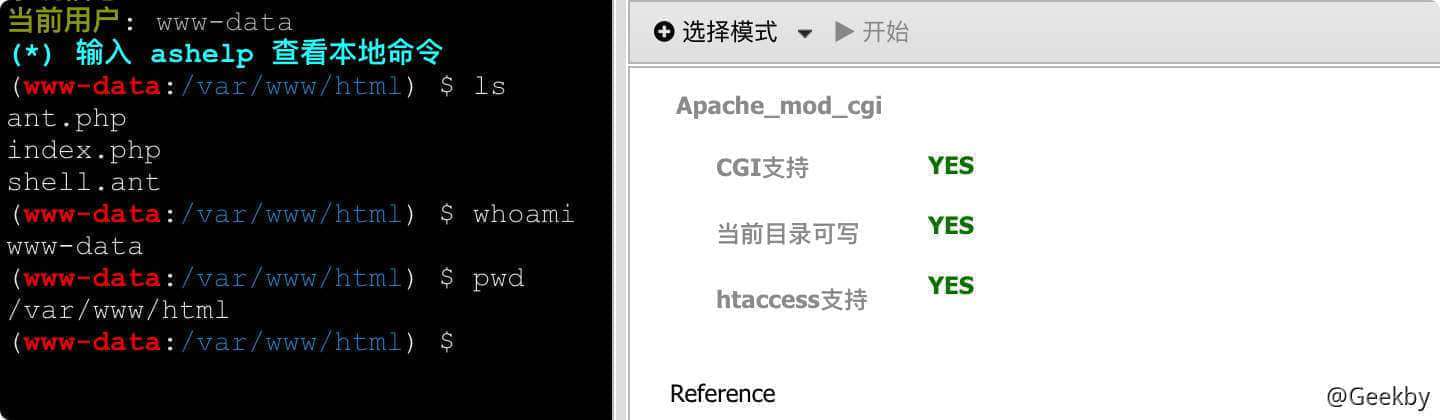 当前用户: www-data
(*) 输入 ashelp 查看本地命令
(www-data:/var/www/html) $ ls
ant.php
index.php
shell.ant
(www-data:/var/www/html) $ whoami
www-data
(www-data:/var/www/html) $ pwd
/var/www/html
(www-data:/var/www/html) $
选择模式 开始
Apache_mod_cgi
CGI支持 YES
当前目录可写 YES
htaccess支持 YES
Reference
@Geekby